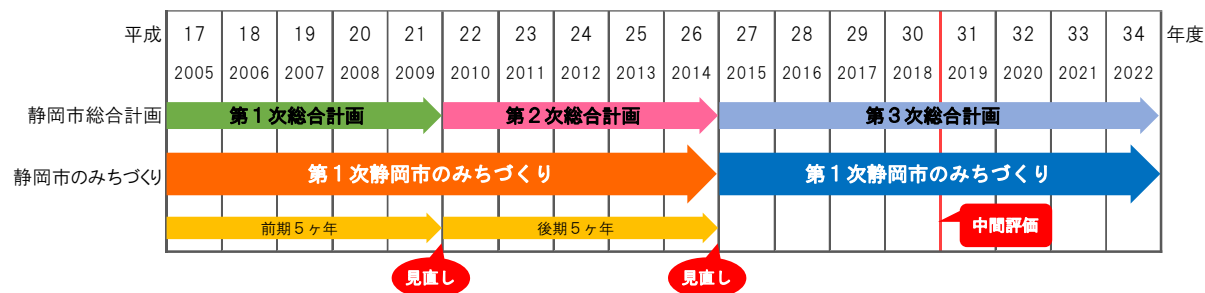 平成 17 18 19 20 21 22 23 24 25 26 27 28 29 30 31 32 33 34 年度
2005 2006 2007 2008 2009 2010 2011 2012 2013 2014 2015 2016 2017 2018 2019 2020 2021 2022
静岡市総合計画 第1次総合計画 第2次総合計画 第3次総合計画
静岡市のみちづくり 第1次静岡市のみちづくり 第1次静岡市のみちづくり
前期5ヶ年 後期5ヶ年 中間評価
見直し 見直し